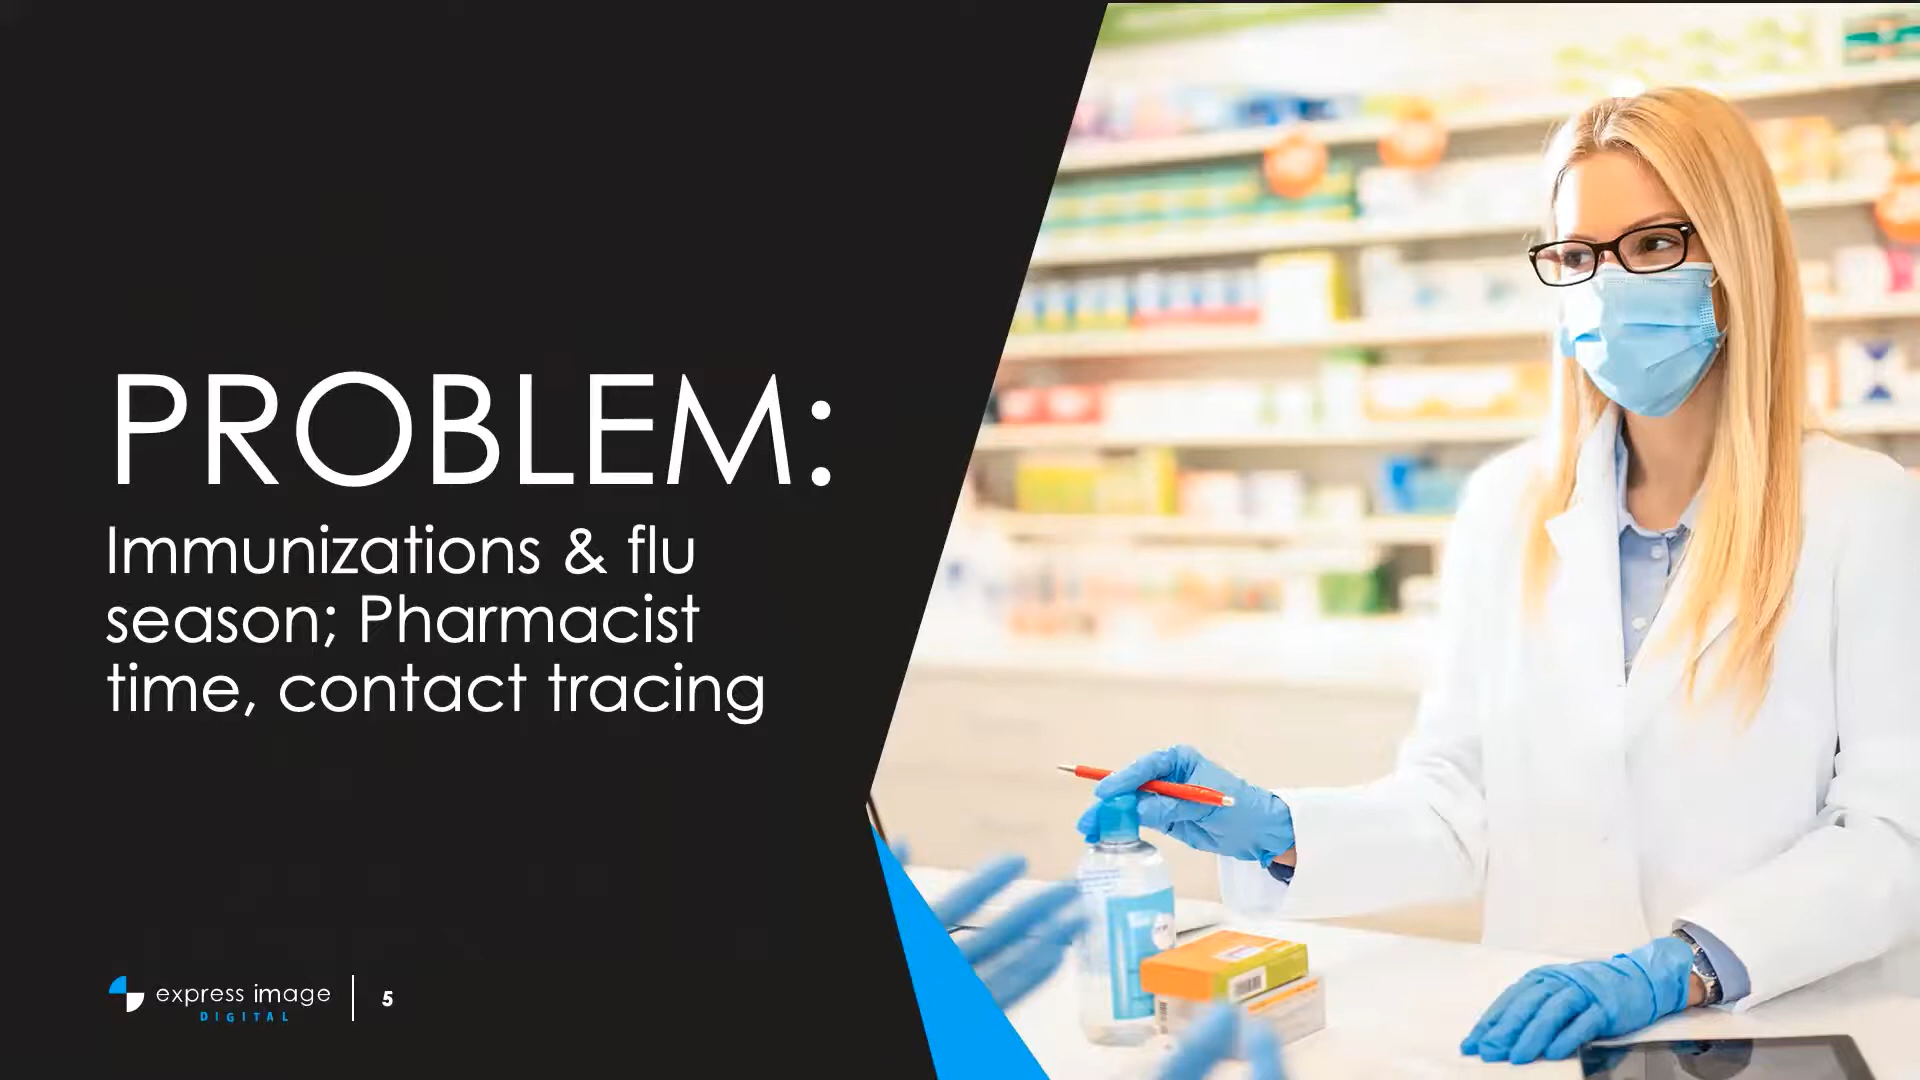 PROBLEM:
Immunizations & flu
season; Pharmacist
time, contact tracing
express image
DIGITAL
5